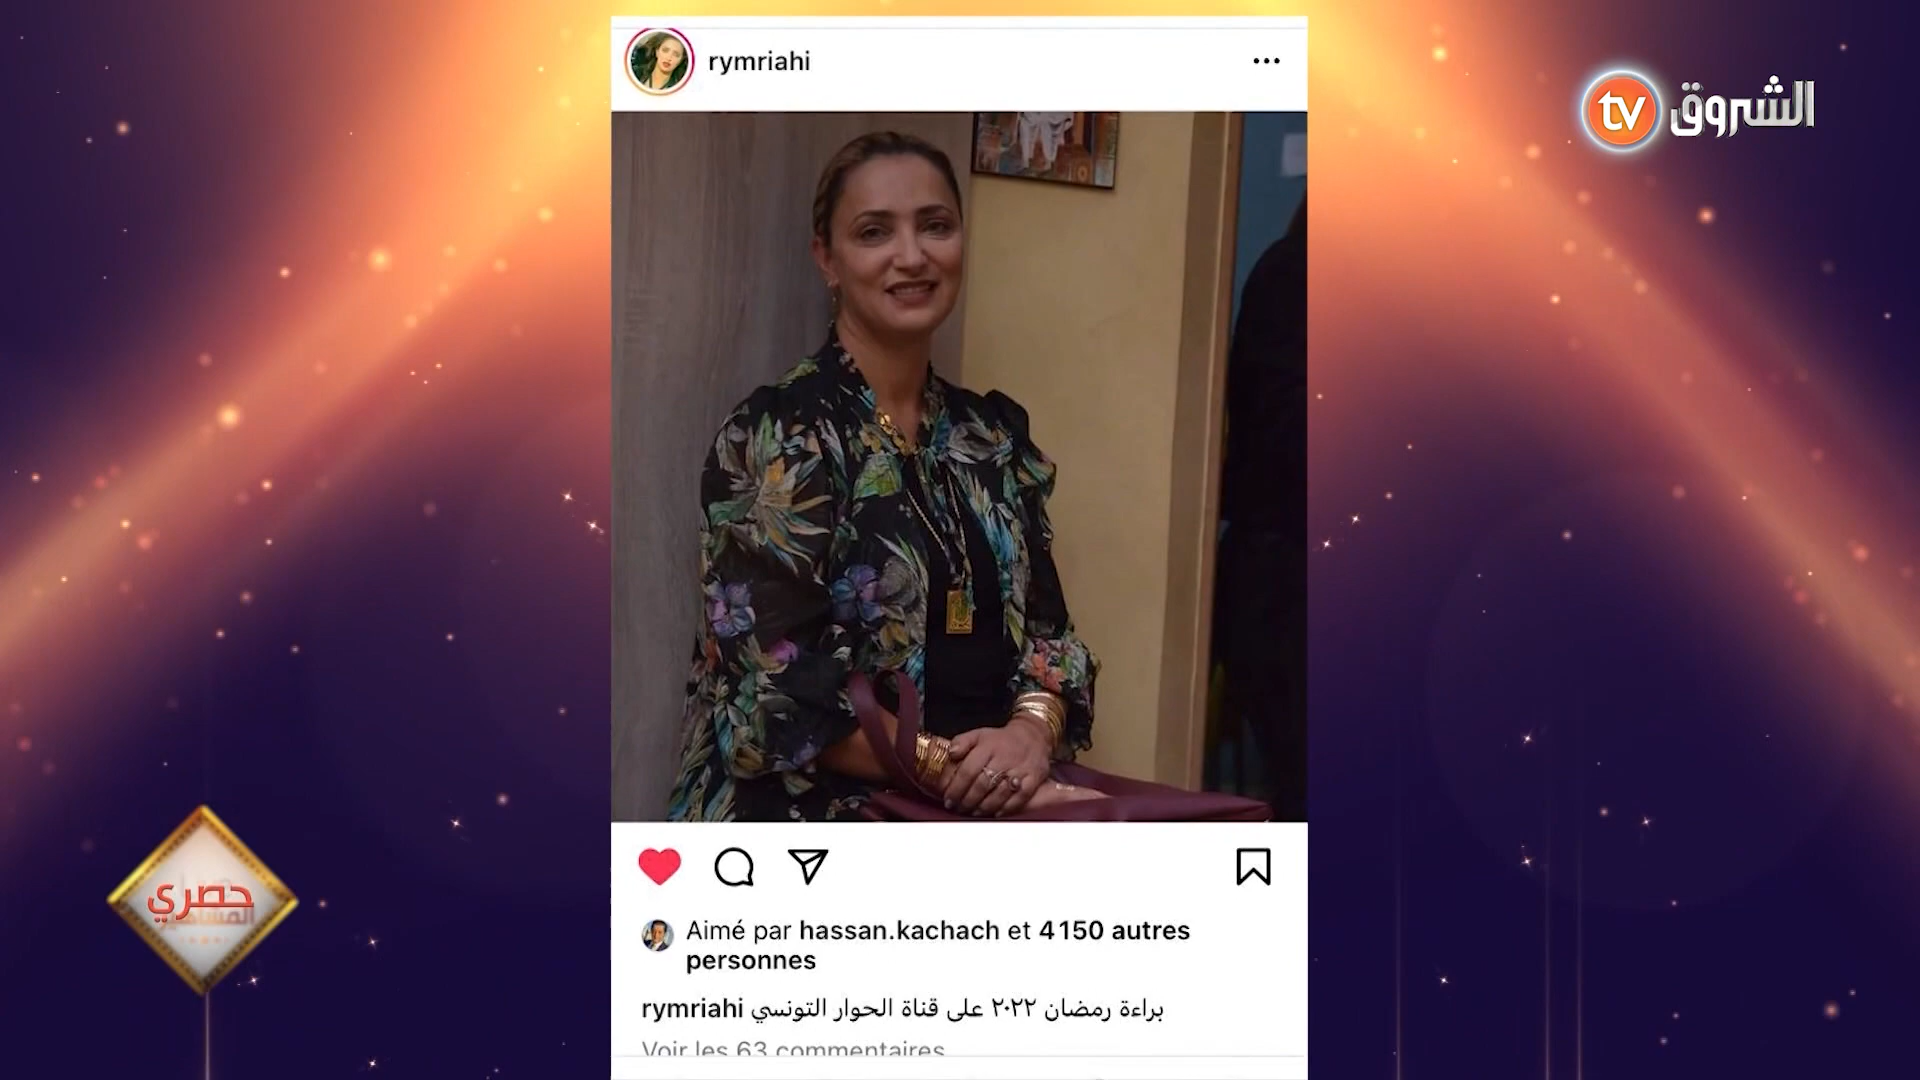 rymriahi
الشروق tv
حصري
Aimé par hassan.kachach et 4150 autres
personnes
rymriahi براءة رمضان ٢٠٢٢ على قناة الحوار التونسي
Voir les 63 commentaires